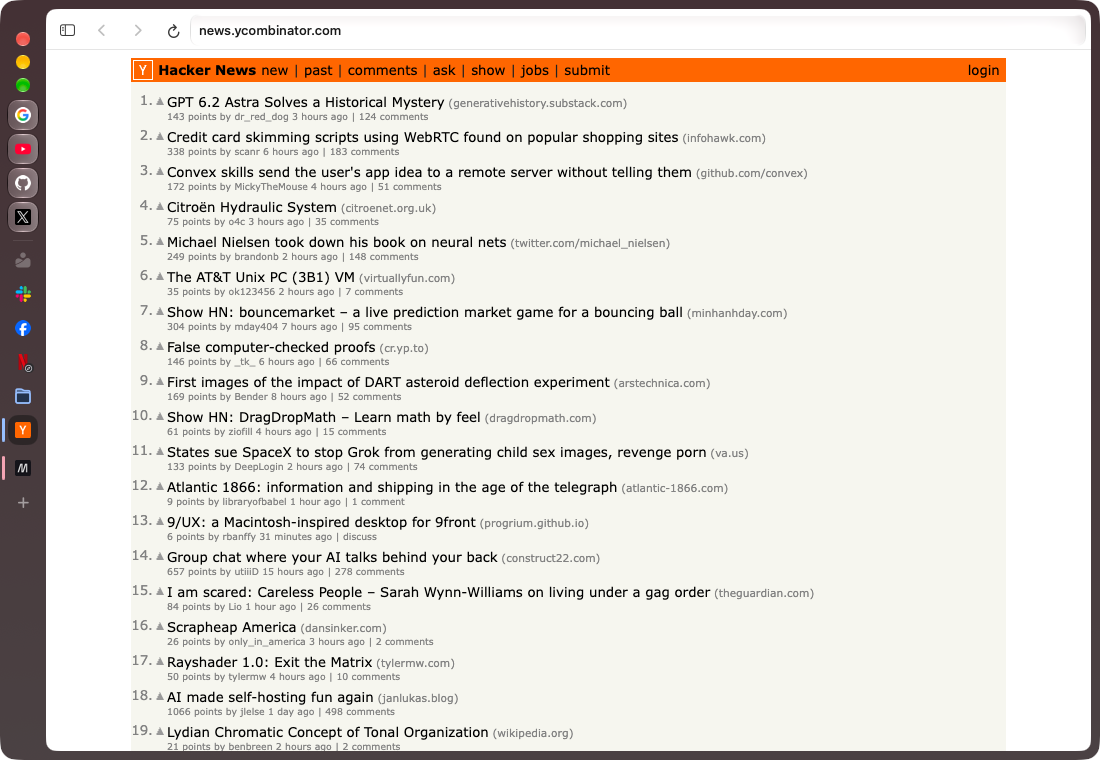 news.ycombinator.com
Y Hacker News new | past | comments | ask | show | jobs | submit login
1. GPT 6.2 Astra Solves a Historical Mystery (generativehistory.substack.com)
143 points by dr_red_dog 3 hours ago | 124 comments
2. Credit card skimming scripts using WebRTC found on popular shopping sites (infohawk.com)
338 points by scanr 6 hours ago | 183 comments
3. Convex skills send the user's app idea to a remote server without telling them (github.com/convex)
172 points by MickyTheMouse 4 hours ago | 51 comments
4. Citroën Hydraulic System (citroenet.org.uk)
75 points by o4c 3 hours ago | 35 comments
5. Michael Nielsen took down his book on neural nets (twitter.com/michael_nielsen)
249 points by brandonb 2 hours ago | 148 comments
6. The AT&T Unix PC (3B1) VM (virtuallyfun.com)
35 points by ok123456 2 hours ago | 7 comments
7. Show HN: bouncemarket – a live prediction market game for a bouncing ball (minhanhday.com)
304 points by mday404 7 hours ago | 95 comments
8. False computer-checked proofs (cr.yp.to)
146 points by _tk_ 6 hours ago | 66 comments
9. First images of the impact of DART asteroid deflection experiment (arstechnica.com)
169 points by Bender 8 hours ago | 52 comments
10. Show HN: DragDropMath – Learn math by feel (dragdropmath.com)
61 points by ziofill 4 hours ago | 15 comments
11. States sue SpaceX to stop Grok from generating child sex images, revenge porn (va.us)
133 points by DeepLogin 2 hours ago | 74 comments
12. Atlantic 1866: information and shipping in the age of the telegraph (atlantic-1866.com)
9 points by libraryofbabel 1 hour ago | 1 comment
13. 9/UX: a Macintosh-inspired desktop for 9front (progrium.github.io)
6 points by rbanffy 31 minutes ago | discuss
14. Group chat where your AI talks behind your back (construct22.com)
657 points by utiiiD 15 hours ago | 278 comments
15. I am scared: Careless People – Sarah Wynn-Williams on living under a gag order (theguardian.com)
84 points by Lio 1 hour ago | 26 comments
16. Scrapheap America (dansinker.com)
26 points by only_in_america 3 hours ago | 2 comments
17. Rayshader 1.0: Exit the Matrix (tylermw.com)
50 points by tylermw 4 hours ago | 10 comments
18. AI made self-hosting fun again (janlukas.blog)
1066 points by jlelse 1 day ago | 498 comments
19. Lydian Chromatic Concept of Tonal Organization (wikipedia.org)
21 points by benbreen 2 hours ago | 2 comments